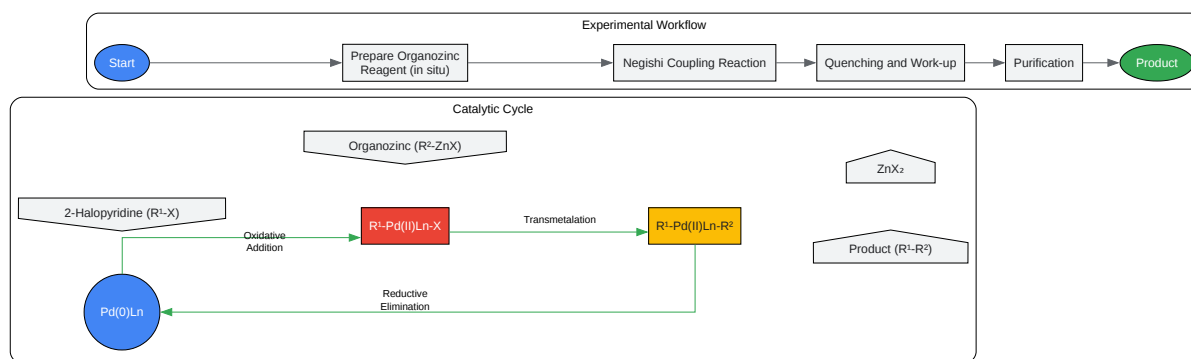 Experimental Workflow
Start
Prepare Organozinc
Reagent (in situ)
Negishi Coupling Reaction
Quenching and Work-up
Purification
Product
Catalytic Cycle
Organozinc (R²-ZnX)
ZnX₂
2-Halopyridine (R¹-X)
R¹-Pd(II)Ln-X
Transmetalation
R¹-Pd(II)Ln-R²
Oxidative
Addition
Product (R¹-R²)
Pd(0)Ln
Reductive
Elimination